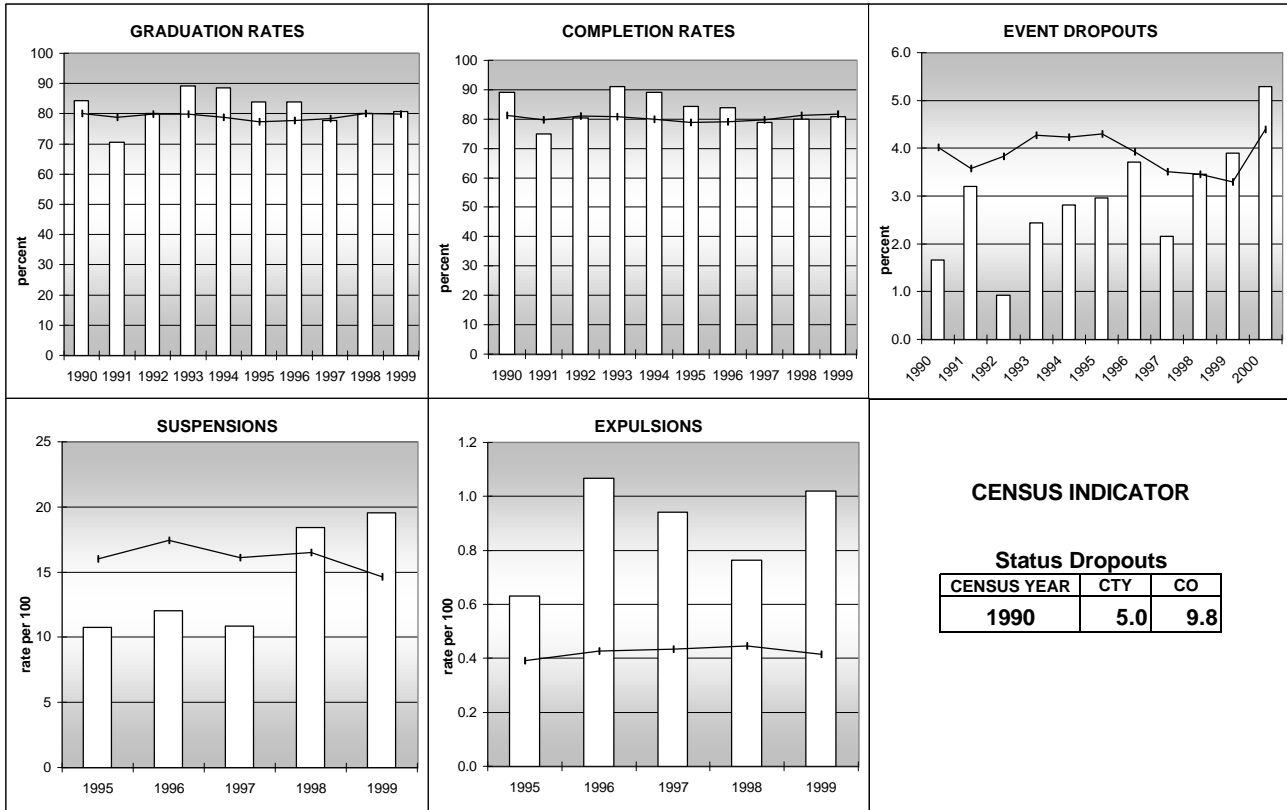 GRADUATION RATES
100
90
80
70
60
50
40
30
20
10
0
percent
1990 1991 1992 1993 1994 1995 1996 1997 1998 1999
COMPLETION RATES
100
90
80
70
60
50
40
30
20
10
0
percent
1990 1991 1992 1993 1994 1995 1996 1997 1998 1999
EVENT DROPOUTS
6.0
5.0
4.0
3.0
2.0
1.0
0.0
percent
1990 1991 1992 1993 1994 1995 1996 1997 1998 1999 2000
SUSPENSIONS
25
20
15
10
5
0
rate per 100
1995 1996 1997 1998 1999
EXPULSIONS
1.2
1.0
0.8
0.6
0.4
0.2
0.0
rate per 100
1995 1996 1997 1998 1999
CENSUS INDICATOR
Status Dropouts
CENSUS YEAR CTY CO
1990 5.0 9.8